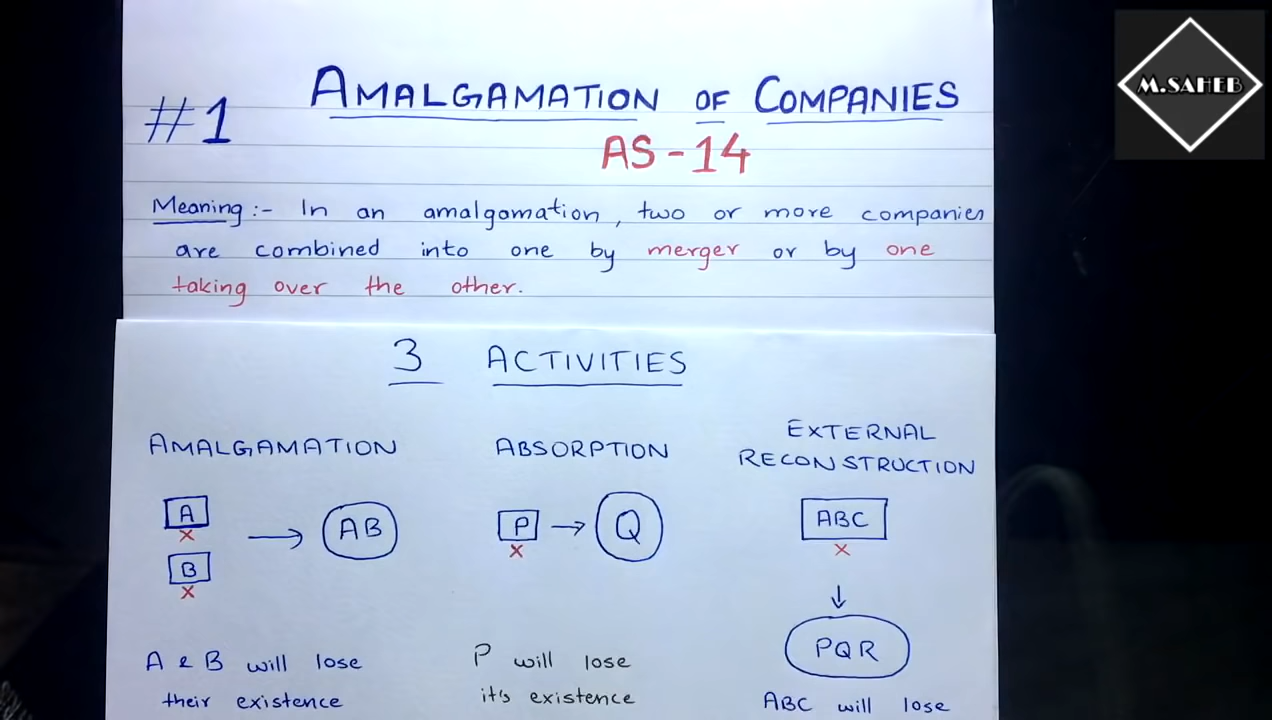 M.SAHEB
#1 AMALGAMATION OF COMPANIES
AS-14
Meaning :- In an amalgamation, two or more companies
are combined into one by merger or by one
taking over the other.
3 ACTIVITIES
AMALGAMATION
A
x
B
x
→ AB
A & B will lose
their existence
ABSORPTION
P → Q
x
P will lose
it's existence
EXTERNAL
RECONSTRUCTION
ABC
x
↓
PQR
ABC will lose